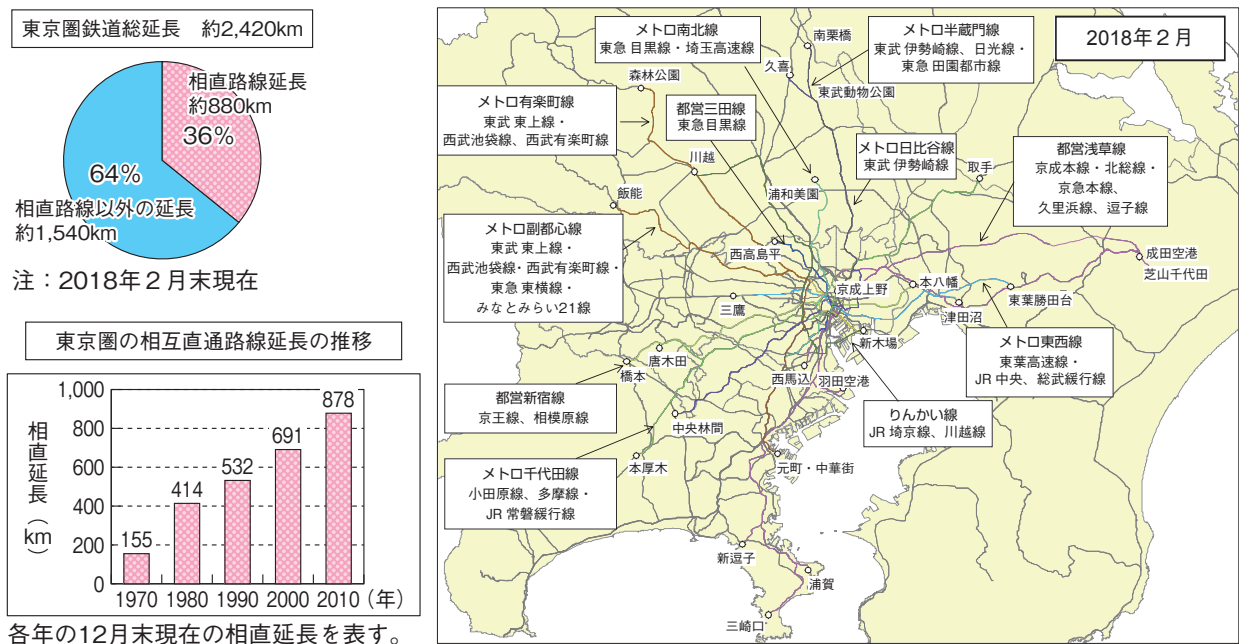 東京圏鉄道総延長 約2,420km
相直路線延長
約880km
36%
64%
相直路線以外の延長
約1,540km
注：2018年２月末現在
東京圏の相互直通路線延長の推移
相直延長（km）
1,000
800
600
400
200
0
155
414
532
691
878
1970 1980 1990 2000 2010（年）
各年の12月末現在の相直延長を表す。
2018年２月
メトロ南北線
東急 目黒線・埼玉高速線
メトロ半蔵門線
東武 伊勢崎線、日光線・
東急 田園都市線
メトロ有楽町線
東武 東上線・
西武池袋線、西武有楽町線
都営三田線
東急目黒線
メトロ日比谷線
東武 伊勢崎線
都営浅草線
京成本線・北総線・
京急本線、
久里浜線、逗子線
メトロ副都心線
東武 東上線・
西武池袋線・西武有楽町線・
東急 東横線・
みなとみらい21線
メトロ東西線
東葉高速線・
JR 中央、総武緩行線
都営新宿線
京王線、相模原線
りんかい線
JR 埼京線、川越線
メトロ千代田線
小田原線、多摩線・
JR 常磐緩行線
南栗橋
久喜
森林公園
東武動物公園
川越
取手
飯能
浦和美園
西高島平
成田空港
芝山千代田
京成上野
本八幡
三鷹
東葉勝田台
津田沼
新木場
唐木田
橋本
西馬込
羽田空港
中央林間
本厚木
元町・中華街
新逗子
浦賀
三崎口